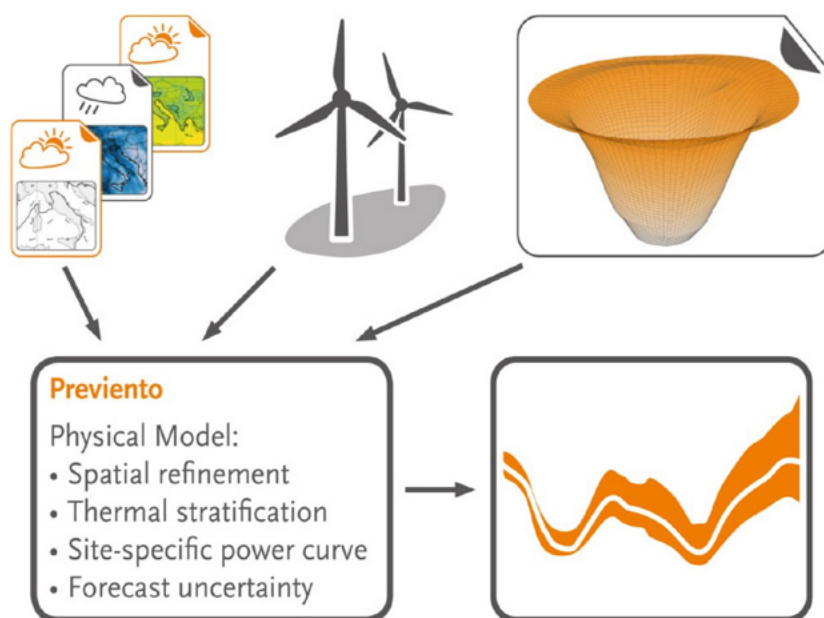 Previento
Physical Model:
• Spatial refinement
• Thermal stratification
• Site-specific power curve
• Forecast uncertainty